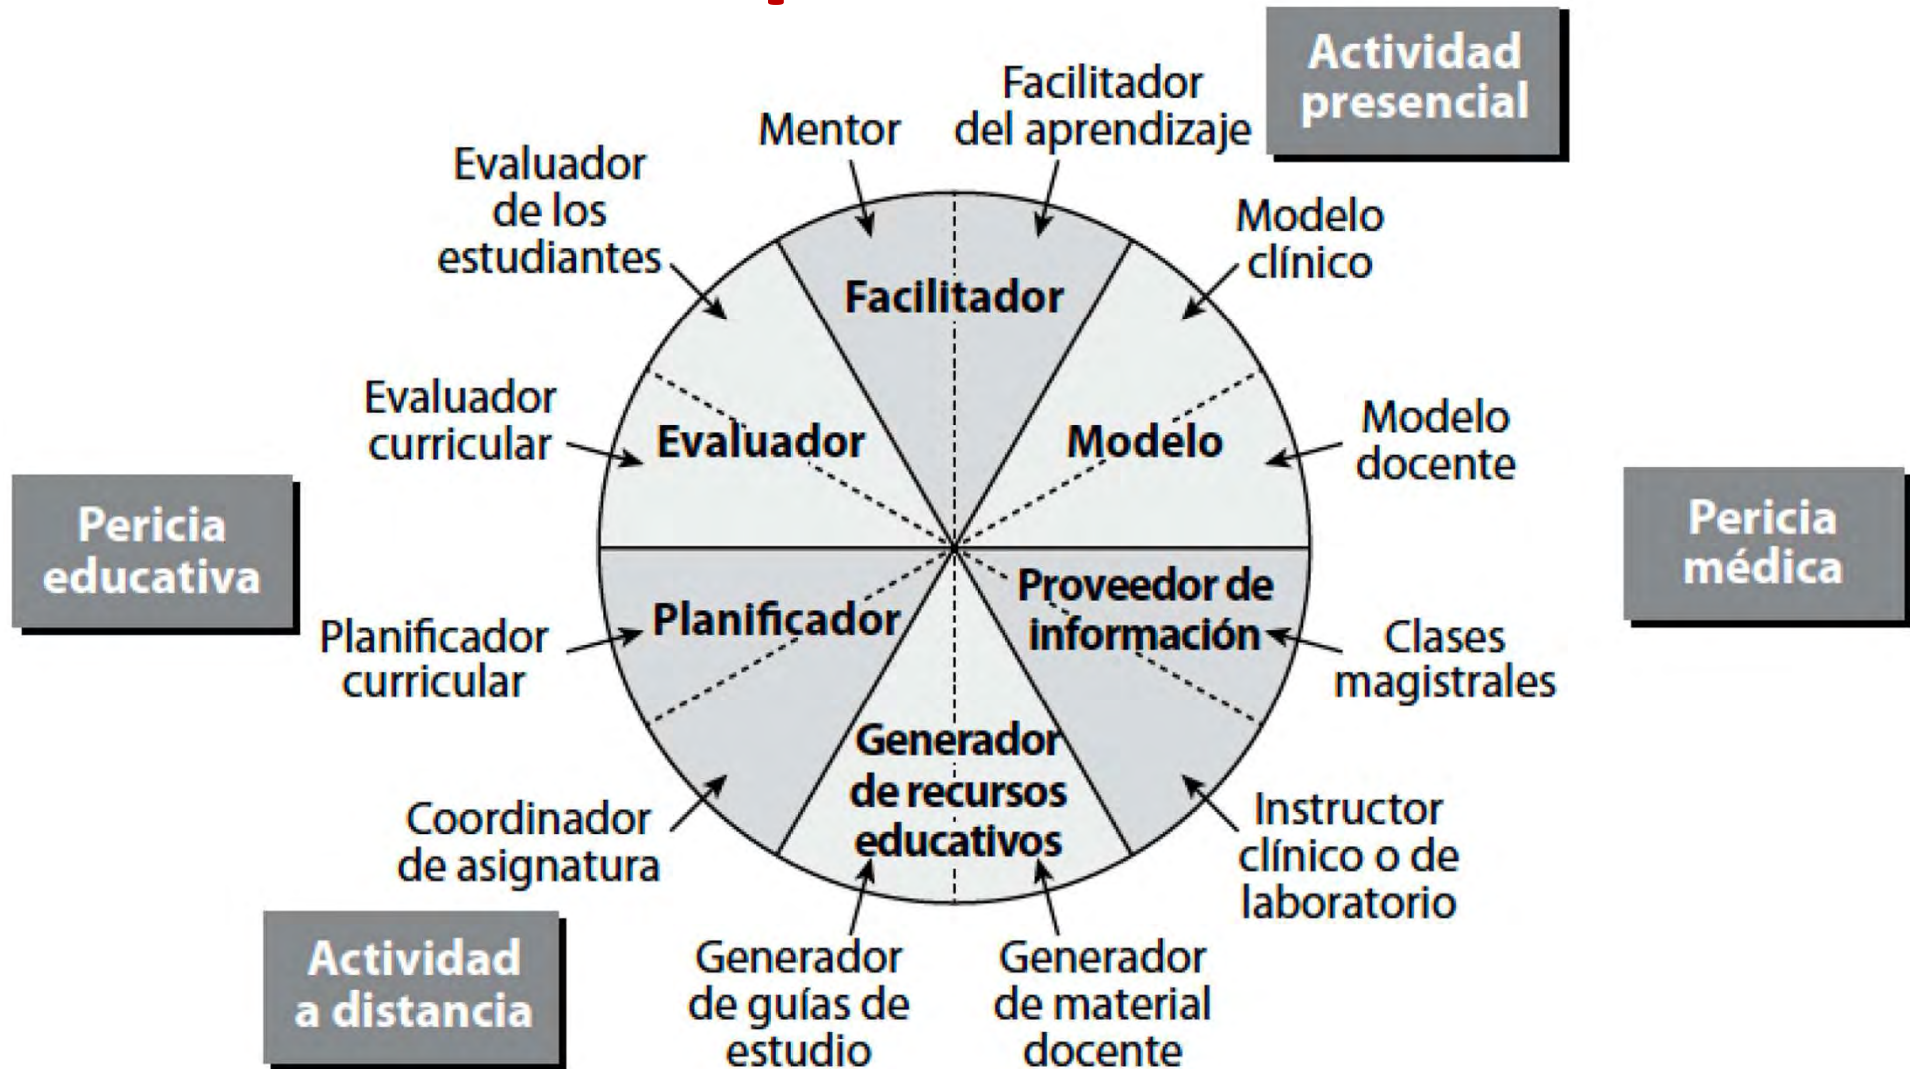 Actividad
presencial
Facilitador
del aprendizaje
Mentor
Evaluador
de los
estudiantes
Modelo
clínico
Facilitador
Evaluador
curricular
Evaluador
Modelo
Modelo
docente
Pericia
educativa
Pericia
médica
Planificador
curricular
Planificador
Proveedor de
información
Clases
magistrales
Generador
de recursos
educativos
Coordinador
de asignatura
Instructor
clínico o de
laboratorio
Actividad
a distancia
Generador
de guías de
estudio
Generador
de material
docente